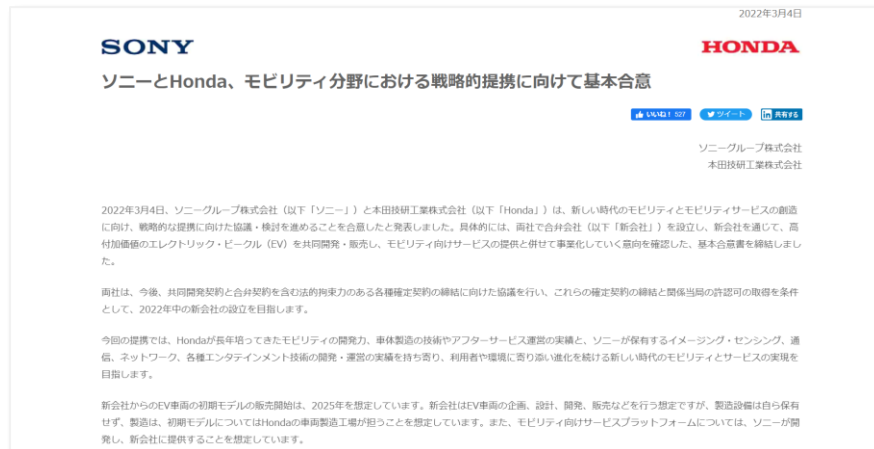 2022年3月4日
SONY
HONDA
ソニーとHonda、モビリティ分野における戦略的提携に向けて基本合意
いいね！ 527 ツイート in 共有する
ソニーグループ株式会社
本田技研工業株式会社
2022年3月4日、ソニーグループ株式会社（以下「ソニー」）と本田技研工業株式会社（以下「Honda」）は、新しい時代のモビリティとモビリティサービスの創造
に向け、戦略的な提携に向けた協議・検討を進めることを合意したと発表しました。具体的には、両社で合弁会社（以下「新会社」）を設立し、新会社を通じて、高
付加価値のエレクトリック・ビークル（EV）を共同開発・販売し、モビリティ向けサービスの提供と併せて事業化していく意向を確認した、基本合意書を締結しまし
た。
両社は、今後、共同開発契約と合弁契約を含む法的拘束力のある各種確定契約の締結に向けた協議を行い、これらの確定契約の締結と関係当局の許認可の取得を条件
として、2022年中の新会社の設立を目指します。
今回の提携では、Hondaが長年培ってきたモビリティの開発力、車体製造の技術やアフターサービス運営の実績と、ソニーが保有するイメージング・センシング、通
信、ネットワーク、各種エンタテインメント技術の開発・運営の実績を持ち寄り、利用者や環境に寄り添い進化を続ける新しい時代のモビリティとサービスの実現を
目指します。
新会社からのEV車両の初期モデルの販売開始は、2025年を想定しています。新会社はEV車両の企画、設計、開発、販売などを行う想定ですが、製造設備は自ら保有
せず、製造は、初期モデルについてはHondaの車両製造工場が担うことを想定しています。また、モビリティ向けサービスプラットフォームについては、ソニーが開
発し、新会社に提供することを想定しています。